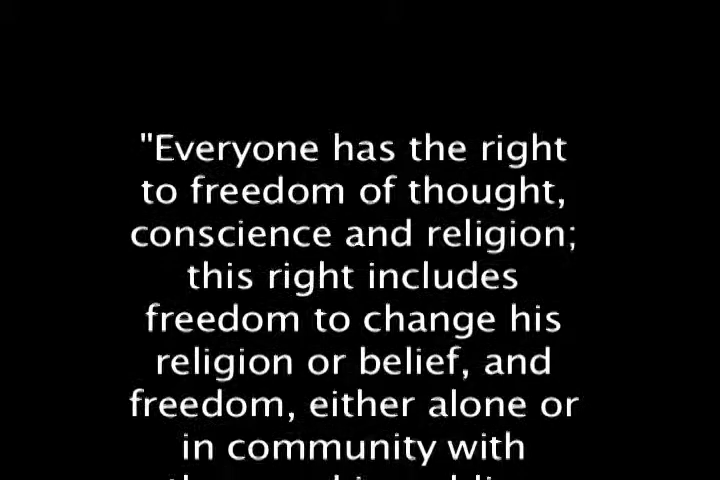 "Everyone has the right
to freedom of thought,
conscience and religion;
this right includes
freedom to change his
religion or belief, and
freedom, either alone or
in community with